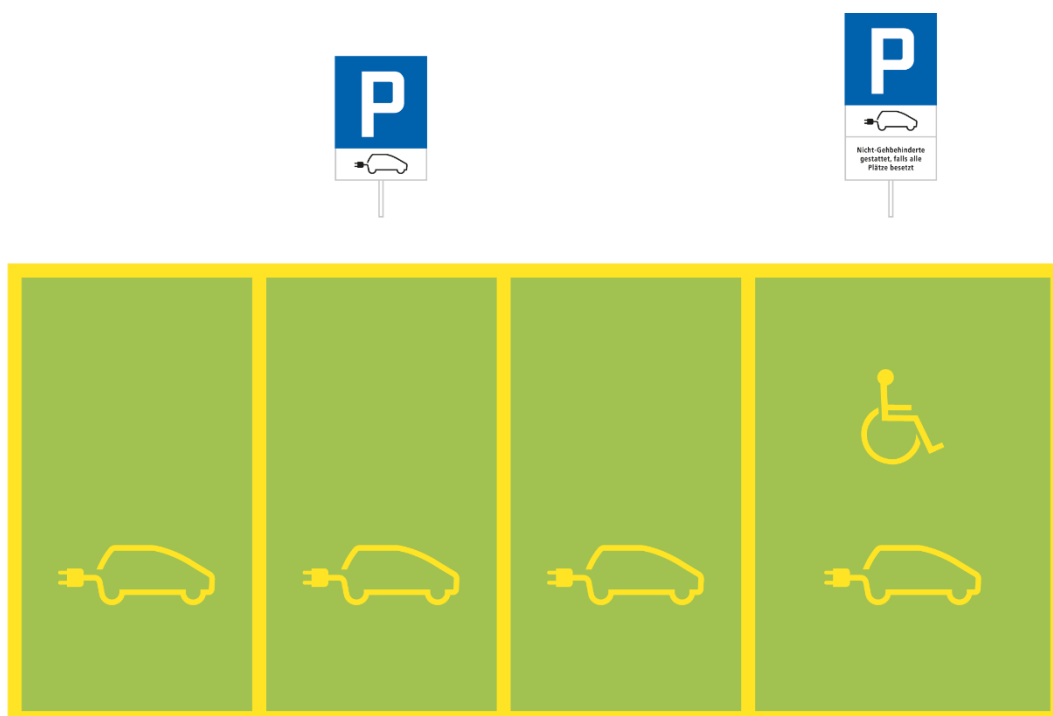 P
P
Nicht-Gehbehinderte
gestattet, falls alle
Plätze besetzt